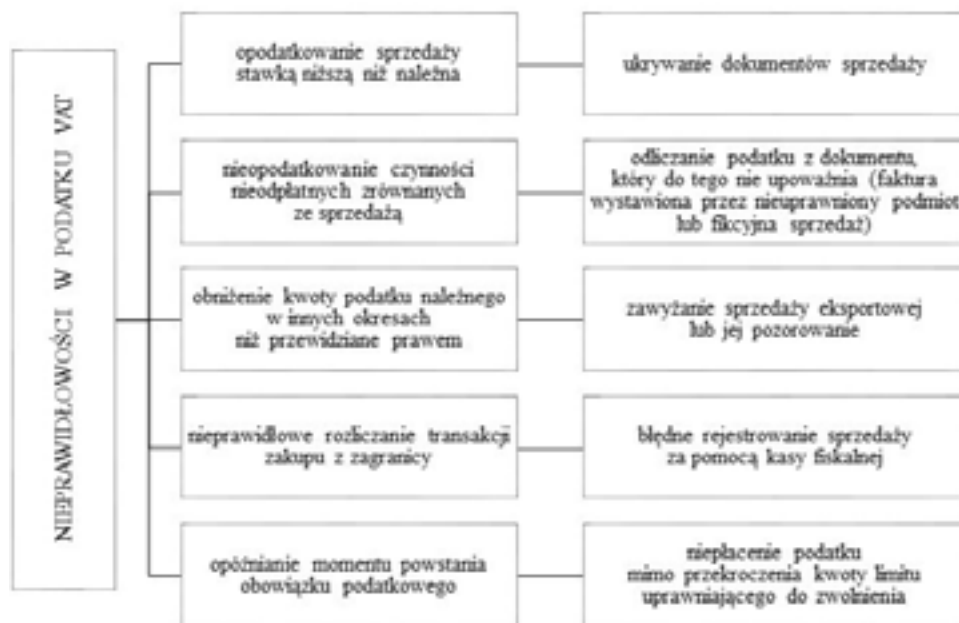 NIEPRAWIDŁOWOŚCI W PODATKU VAT
opodatkowanie sprzedaży
stawką niższą niż należna
ukrywanie dokumentów sprzedaży
nieopodatkowanie czynności
nieodpłatnych zrównanych
ze sprzedażą
odliczanie podatku z dokumentu,
który do tego nie upoważnia (faktura
wystawiona przez nieuprawniony podmiot
lub fikcyjna sprzedaż)
obniżenie kwoty podatku należnego
w innych okresach
niż przewidziane prawem
zawyżanie sprzedaży eksportowej
lub jej pozorowanie
nieprawidłowe rozliczanie transakcji
zakupu z zagranicy
błędne rejestrowanie sprzedaży
za pomocą kasy fiskalnej
opóźnianie momentu powstania
obowiązku podatkowego
niepłacenie podatku
mimo przekroczenia kwoty limitu
uprawniającego do zwolnienia